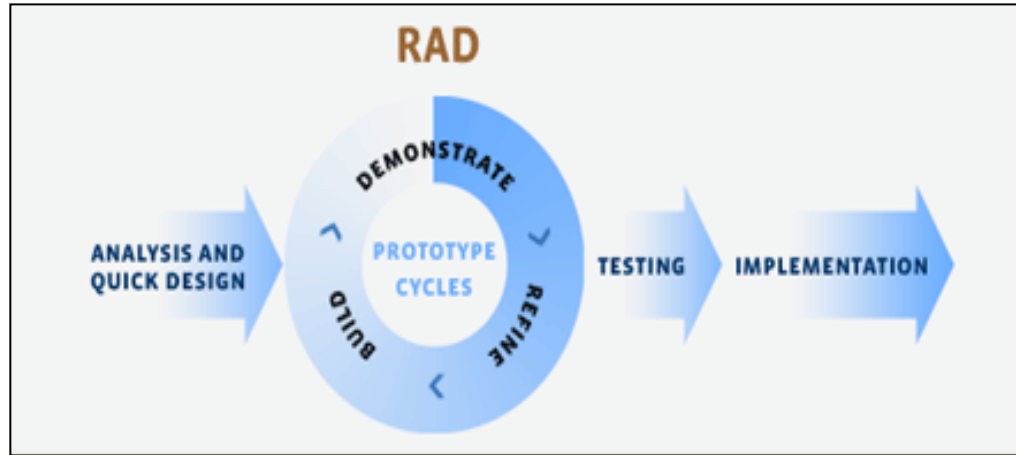 RAD
ANALYSIS AND
QUICK DESIGN
DEMONSTRATE
PROTOTYPE
CYCLES
REFINE
BUILD
TESTING
IMPLEMENTATION